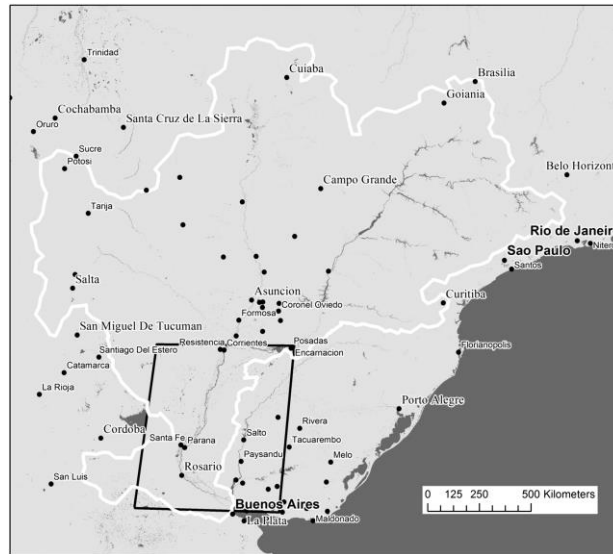 Trinidad
Cuiaba
Brasilia
Goiania
Cochabamba
Oruro
Santa Cruz de La Sierra
Sucre
Potosi
Belo Horizont
Campo Grande
Tarija
Rio de Janeir
Niter
Sao Paulo
Santos
Salta
Asuncion
Coronel Oviedo
Curitiba
Formosa
San Miguel De Tucuman
Resistencia
Corrientes
Posadas
Encarnacion
Santiago Del Estero
Florianopolis
Catamarca
La Rioja
Porto Alegre
Cordoba
Santa Fe
Parana
Salto
Rivera
Tacuarembo
Paysandu
Melo
Rosario
San Luis
Buenos Aires
La Plata
Maldonado
0 125 250 500 Kilometers